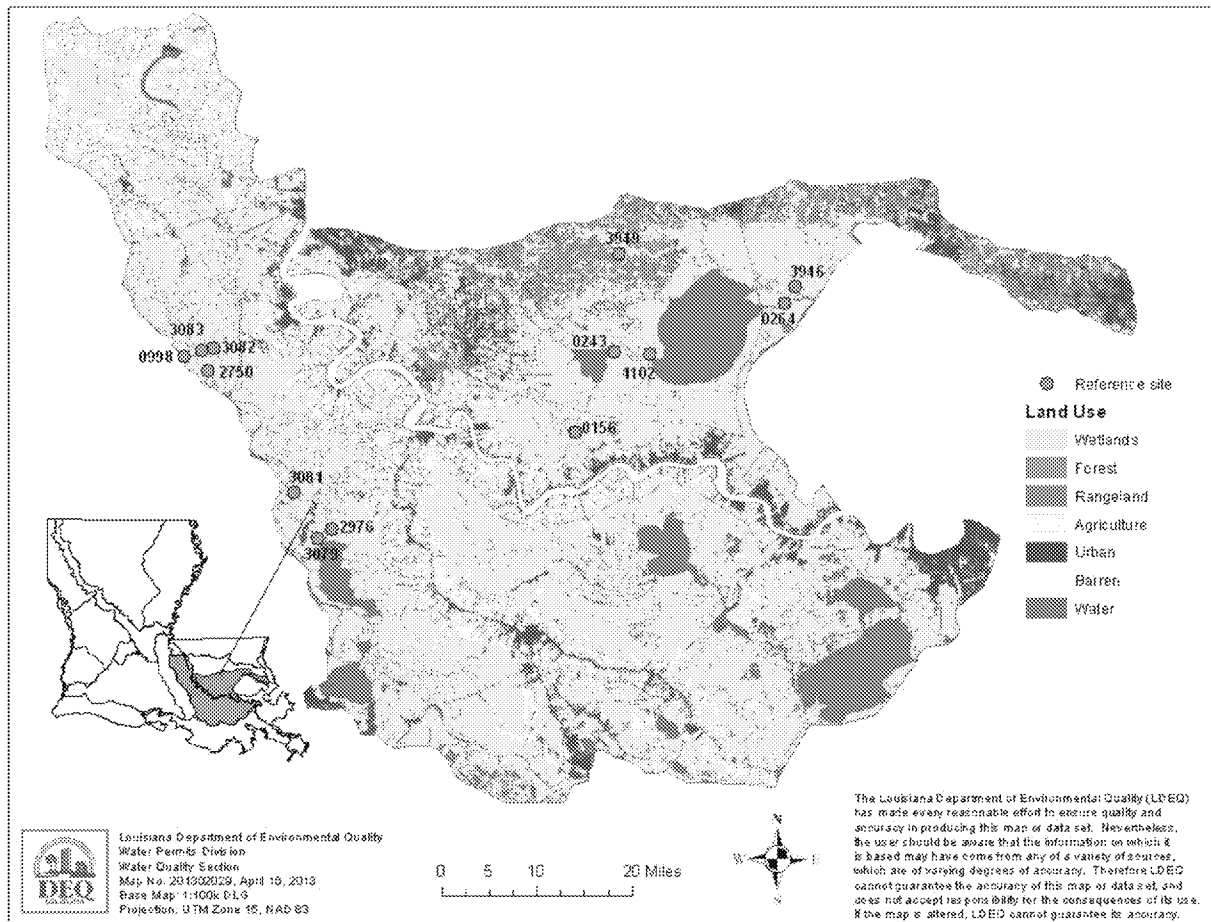 3949
3946
0264
3083
3082
0998
2750
0243
4102
0156
3081
2976
3079
Reference site
Land Use
Wetlands
Forest
Rangeland
Agriculture
Urban
Barren
Water
DEQ
Louisiana Department of Environmental Quality
Water Permits Division
Water Quality Section
Map No. 201302029, April 16, 2013
Base Map: 1:100k DLG
Projection: UTM Zone 15, NAD 83
0 5 10 20 Miles
N
W E
S
The Louisiana Department of Environmental Quality (LDEQ)
has made every reasonable effort to ensure quality and
accuracy in producing this map or data set. Nevertheless,
the user should be aware that the information on which it
is based may have come from any of a variety of sources,
which are of varying degrees of accuracy. Therefore LDEQ
cannot guarantee the accuracy of this map or data set, and
does not accept responsibility for the consequences of its use.
If the map is altered, LDEQ cannot guarantee its accuracy.